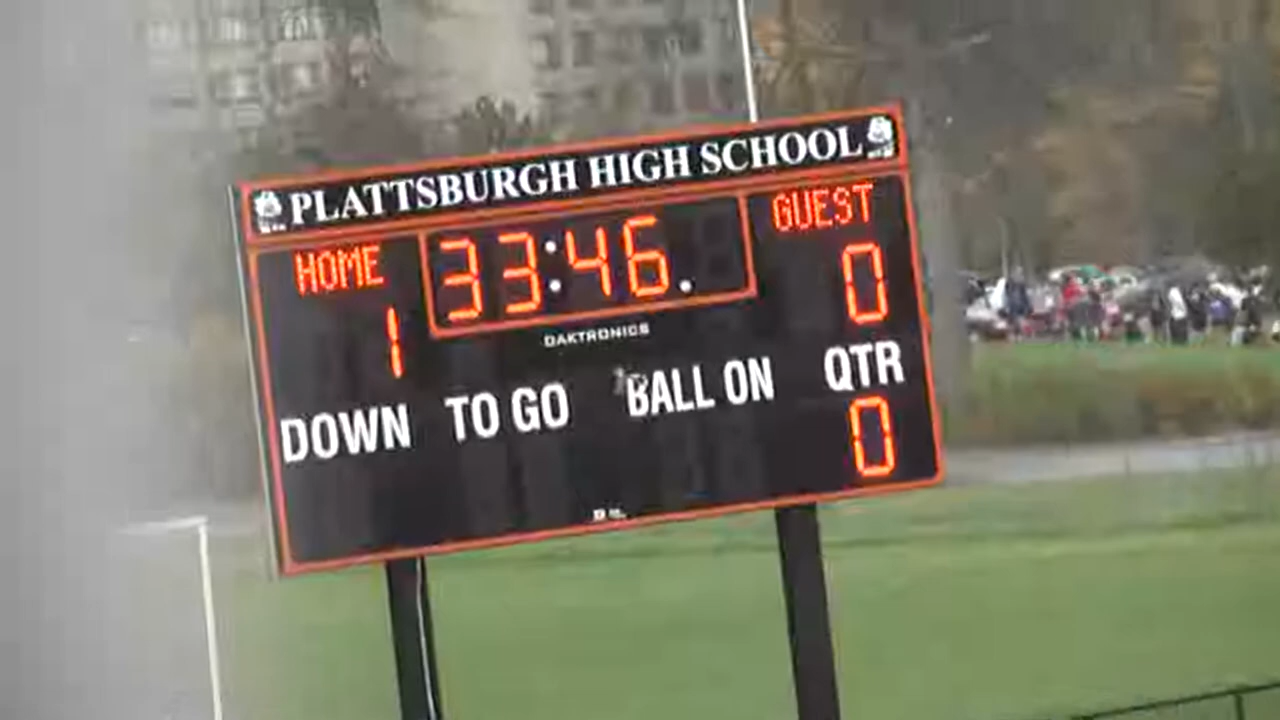 PLATTSBURGH HIGH SCHOOL
HOME 33:46. GUEST
1 0
DAKTRONICS
DOWN TO GO BALL ON QTR
0